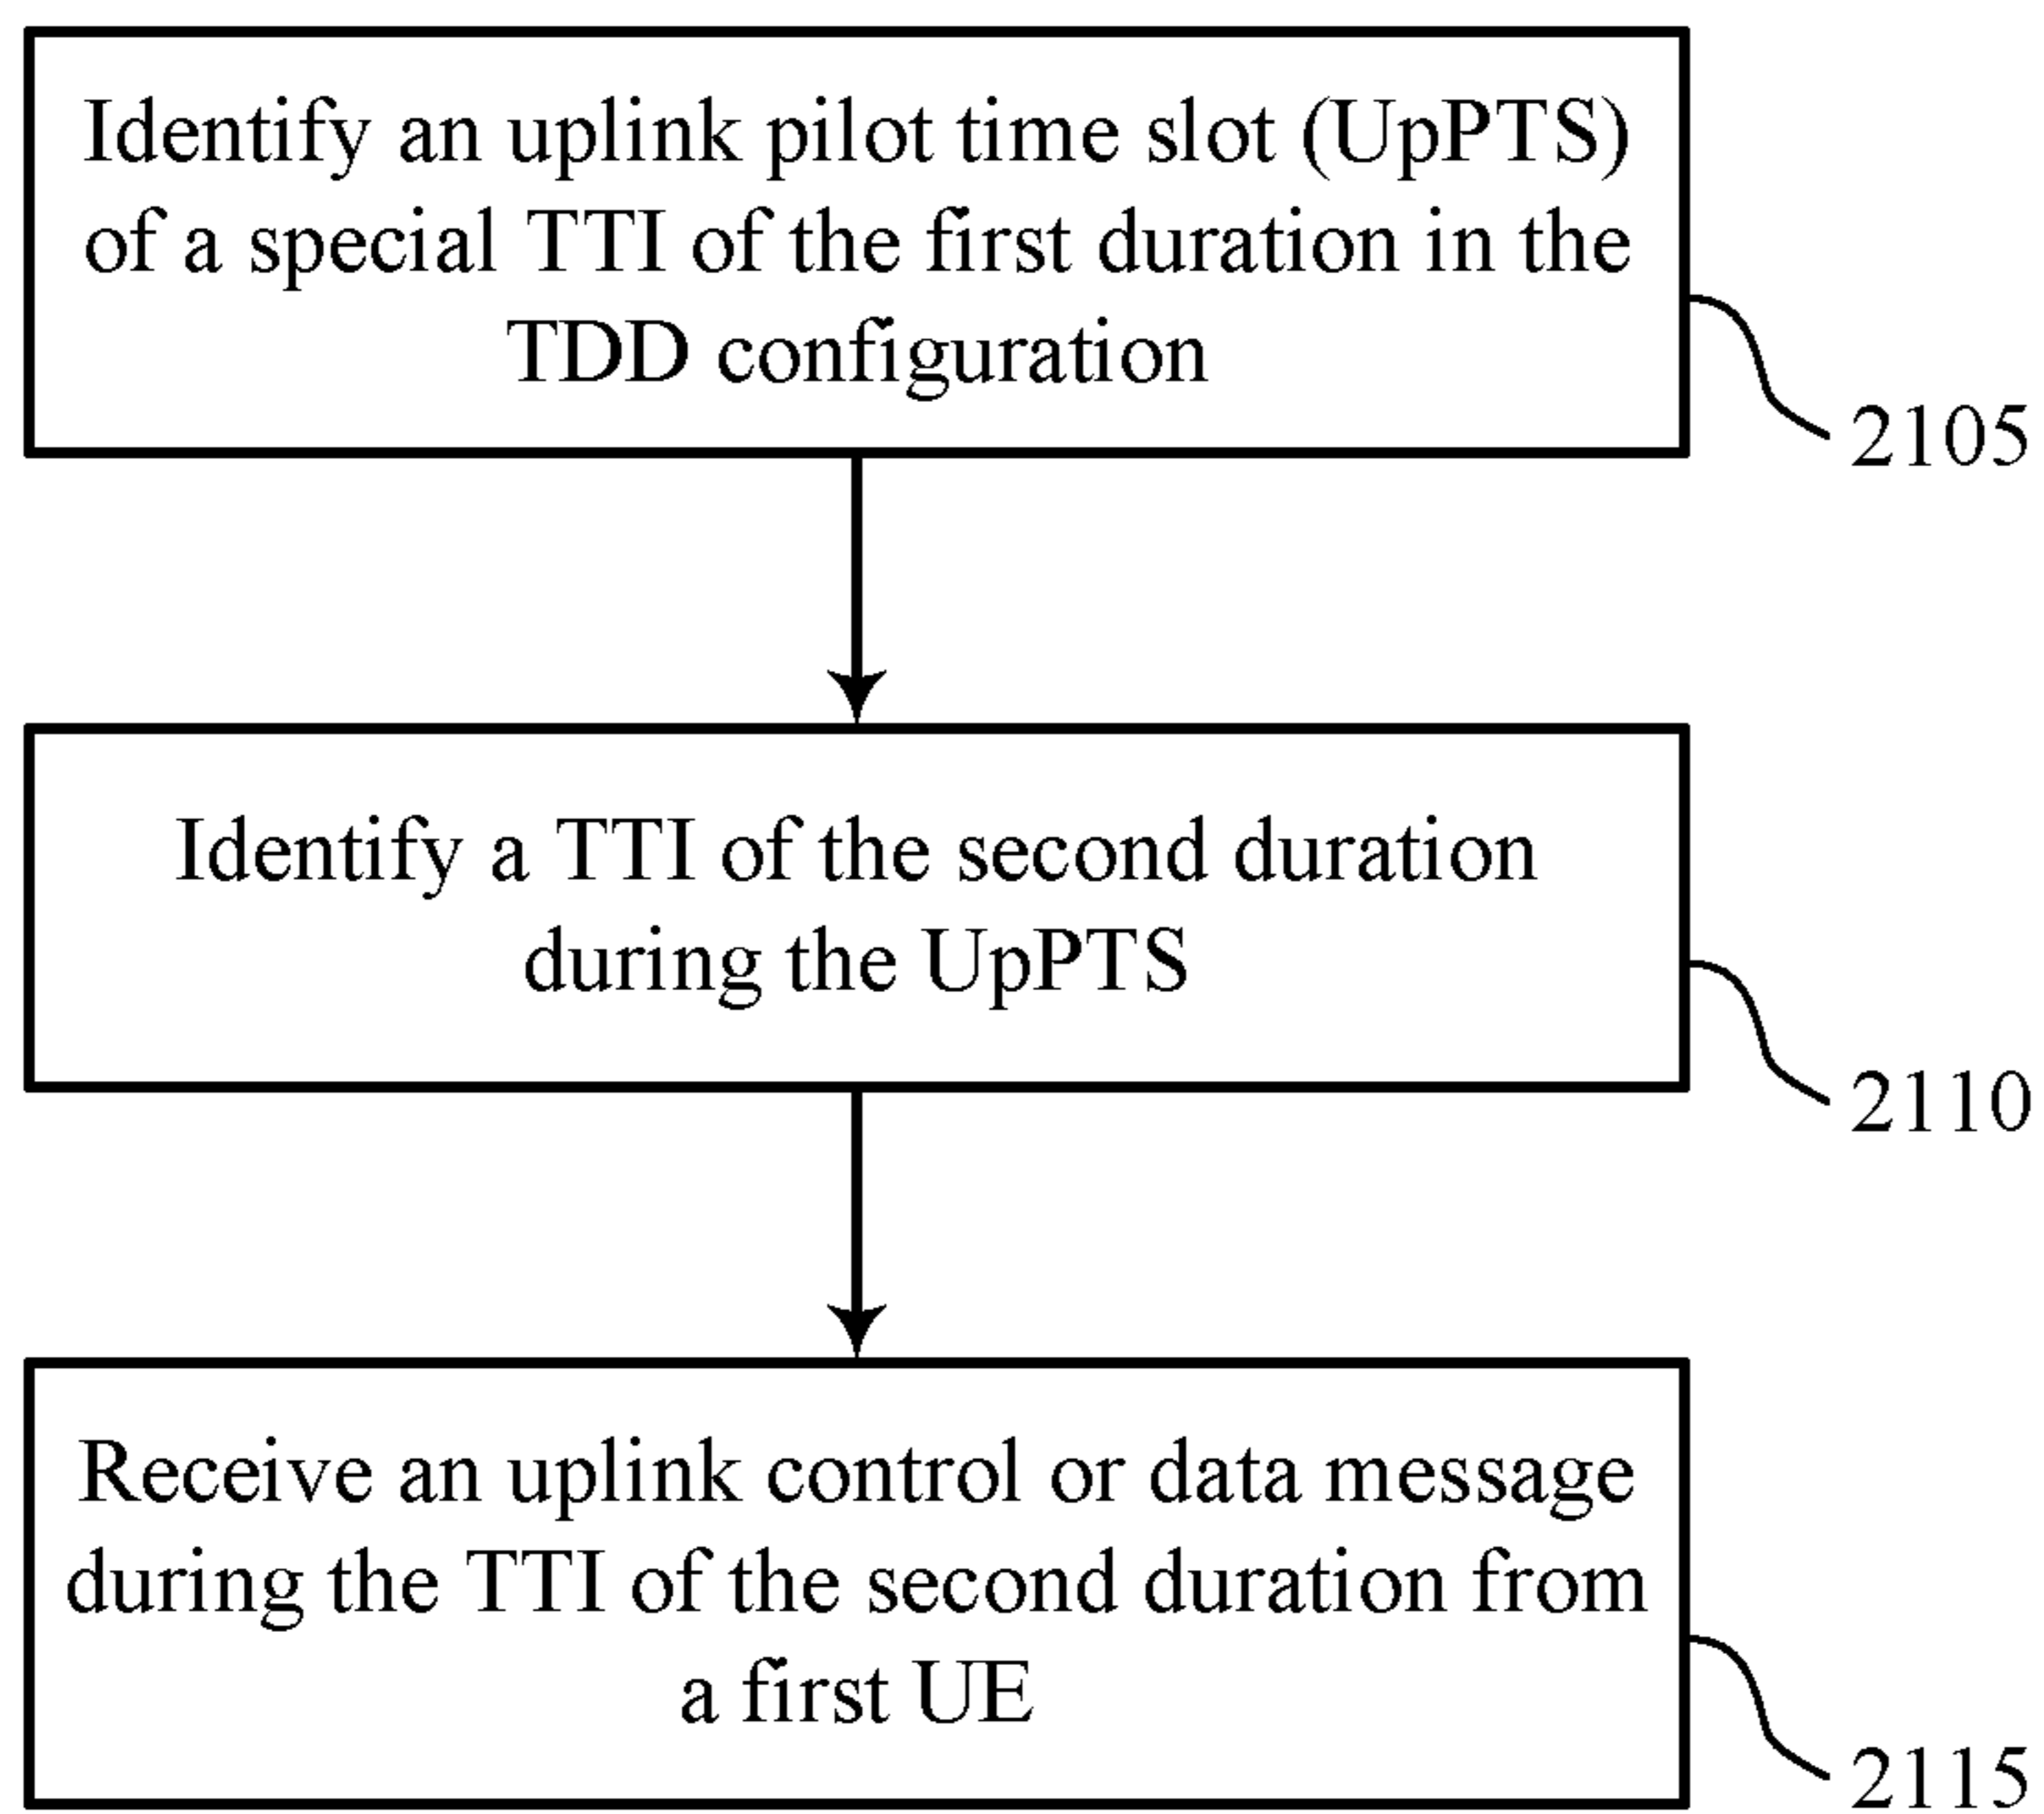 Identify an uplink pilot time slot (UpPTS)
of a special TTI of the first duration in the
TDD configuration
2105
Identify a TTI of the second duration
during the UpPTS
2110
Receive an uplink control or data message
during the TTI of the second duration from
a first UE
2115